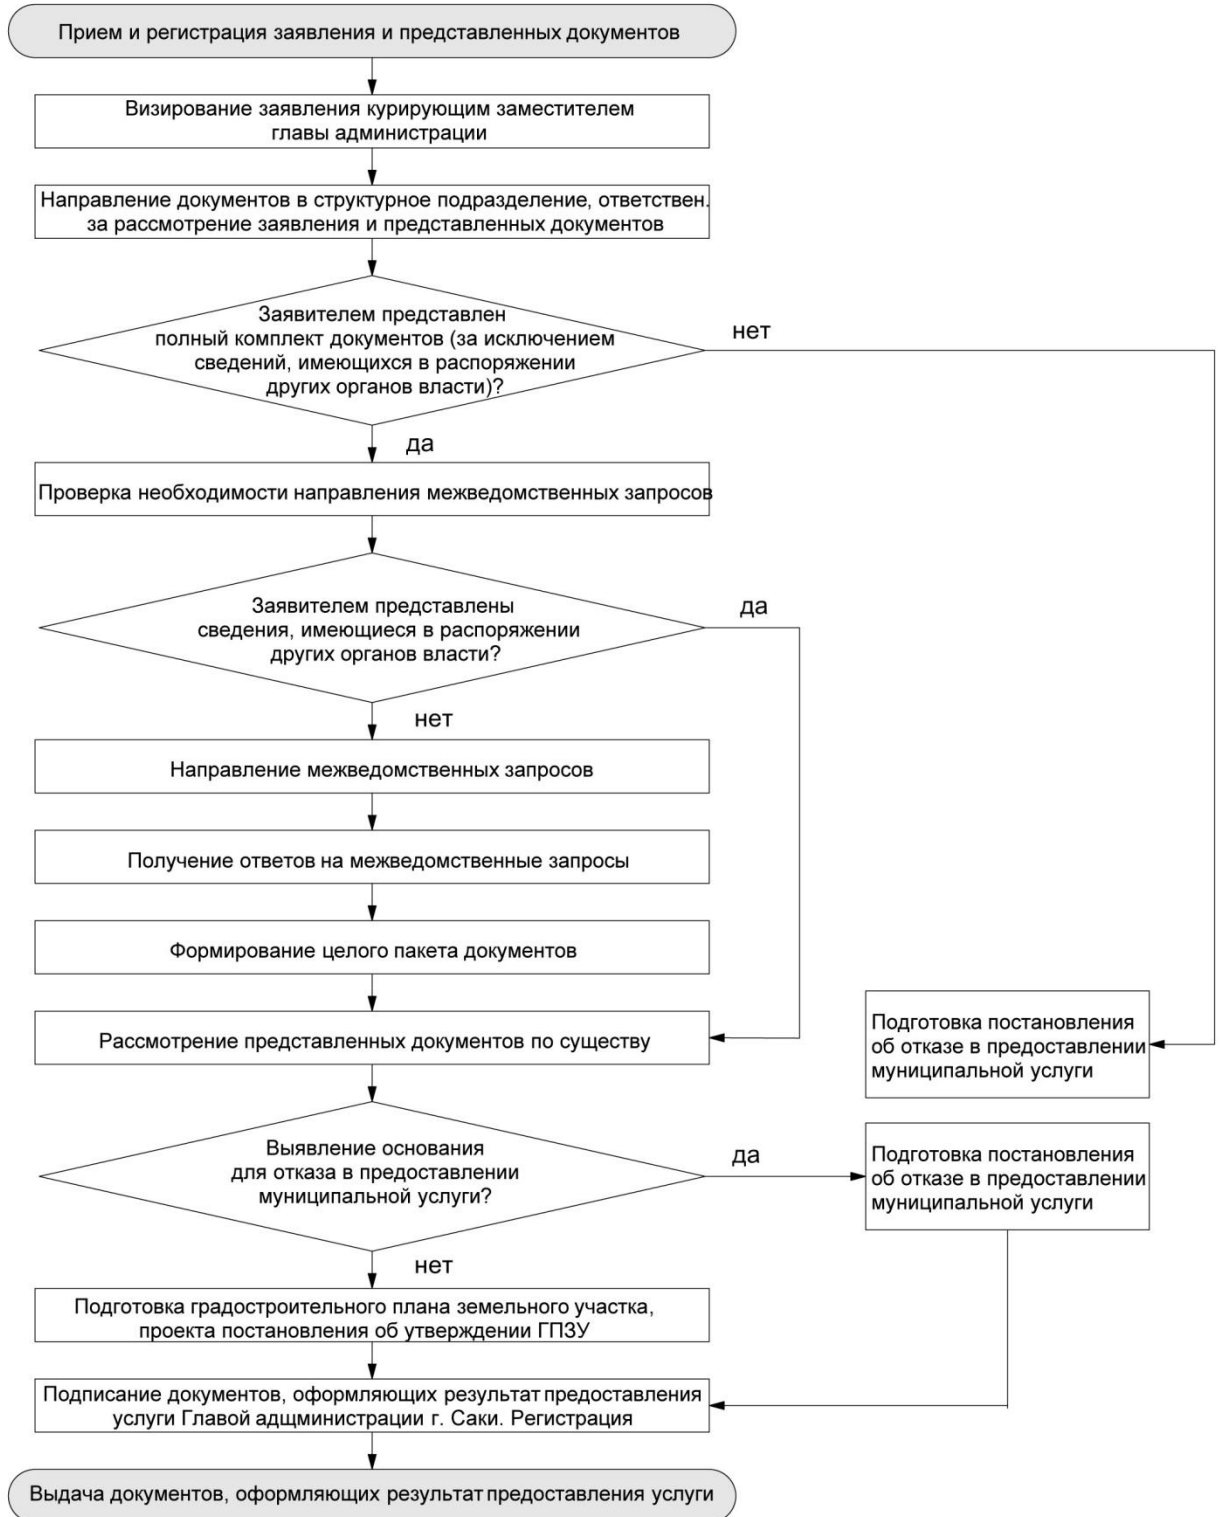 Прием и регистрация заявления и представленных документов
Визирование заявления курирующим заместителем
главы администрации
Направление документов в структурное подразделение, ответствен.
за рассмотрение заявления и представленных документов
Заявителем представлен
полный комплект документов (за исключением
сведений, имеющихся в распоряжении
других органов власти)?
нет
да
Проверка необходимости направления межведомственных запросов
Заявителем представлены
сведения, имеющиеся в распоряжении
других органов власти?
да
нет
Направление межведомственных запросов
Получение ответов на межведомственные запросы
Формирование целого пакета документов
Рассмотрение представленных документов по существу
Подготовка постановления
об отказе в предоставлении
муниципальной услуги
Выявление основания
для отказа в предоставлении
муниципальной услуги?
да
Подготовка постановления
об отказе в предоставлении
муниципальной услуги
нет
Подготовка градостроительного плана земельного участка,
проекта постановления об утверждении ГПЗУ
Подписание документов, оформляющих результат предоставления
услуги Главой адщминистрации г. Саки. Регистрация
Выдача документов, оформляющих результат предоставления услуги